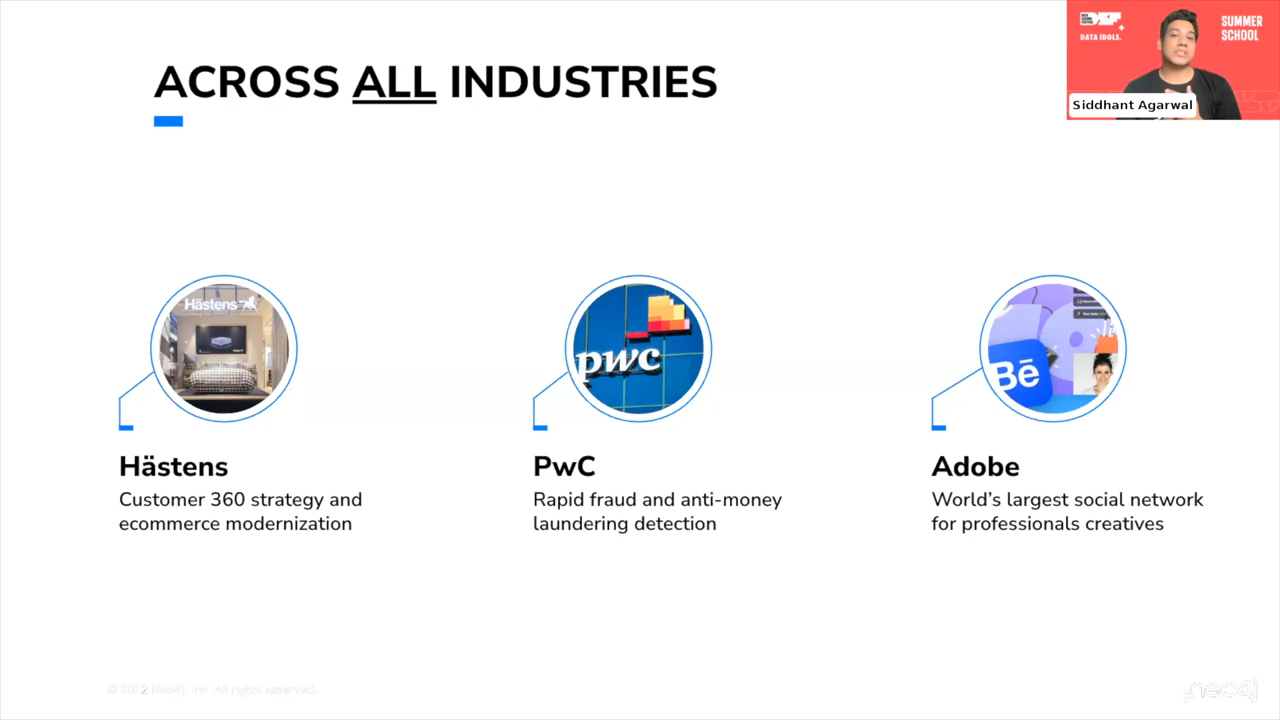 ACROSS ALL INDUSTRIES
DATA IDOLS.
SUMMER
SCHOOL
Siddhant Agarwal
Hästens
pwc
Bē
Hästens
Customer 360 strategy and
ecommerce modernization
PwC
Rapid fraud and anti-money
laundering detection
Adobe
World’s largest social network
for professionals creatives
© 2022 Neo4j, Inc. All rights reserved.
neo4j